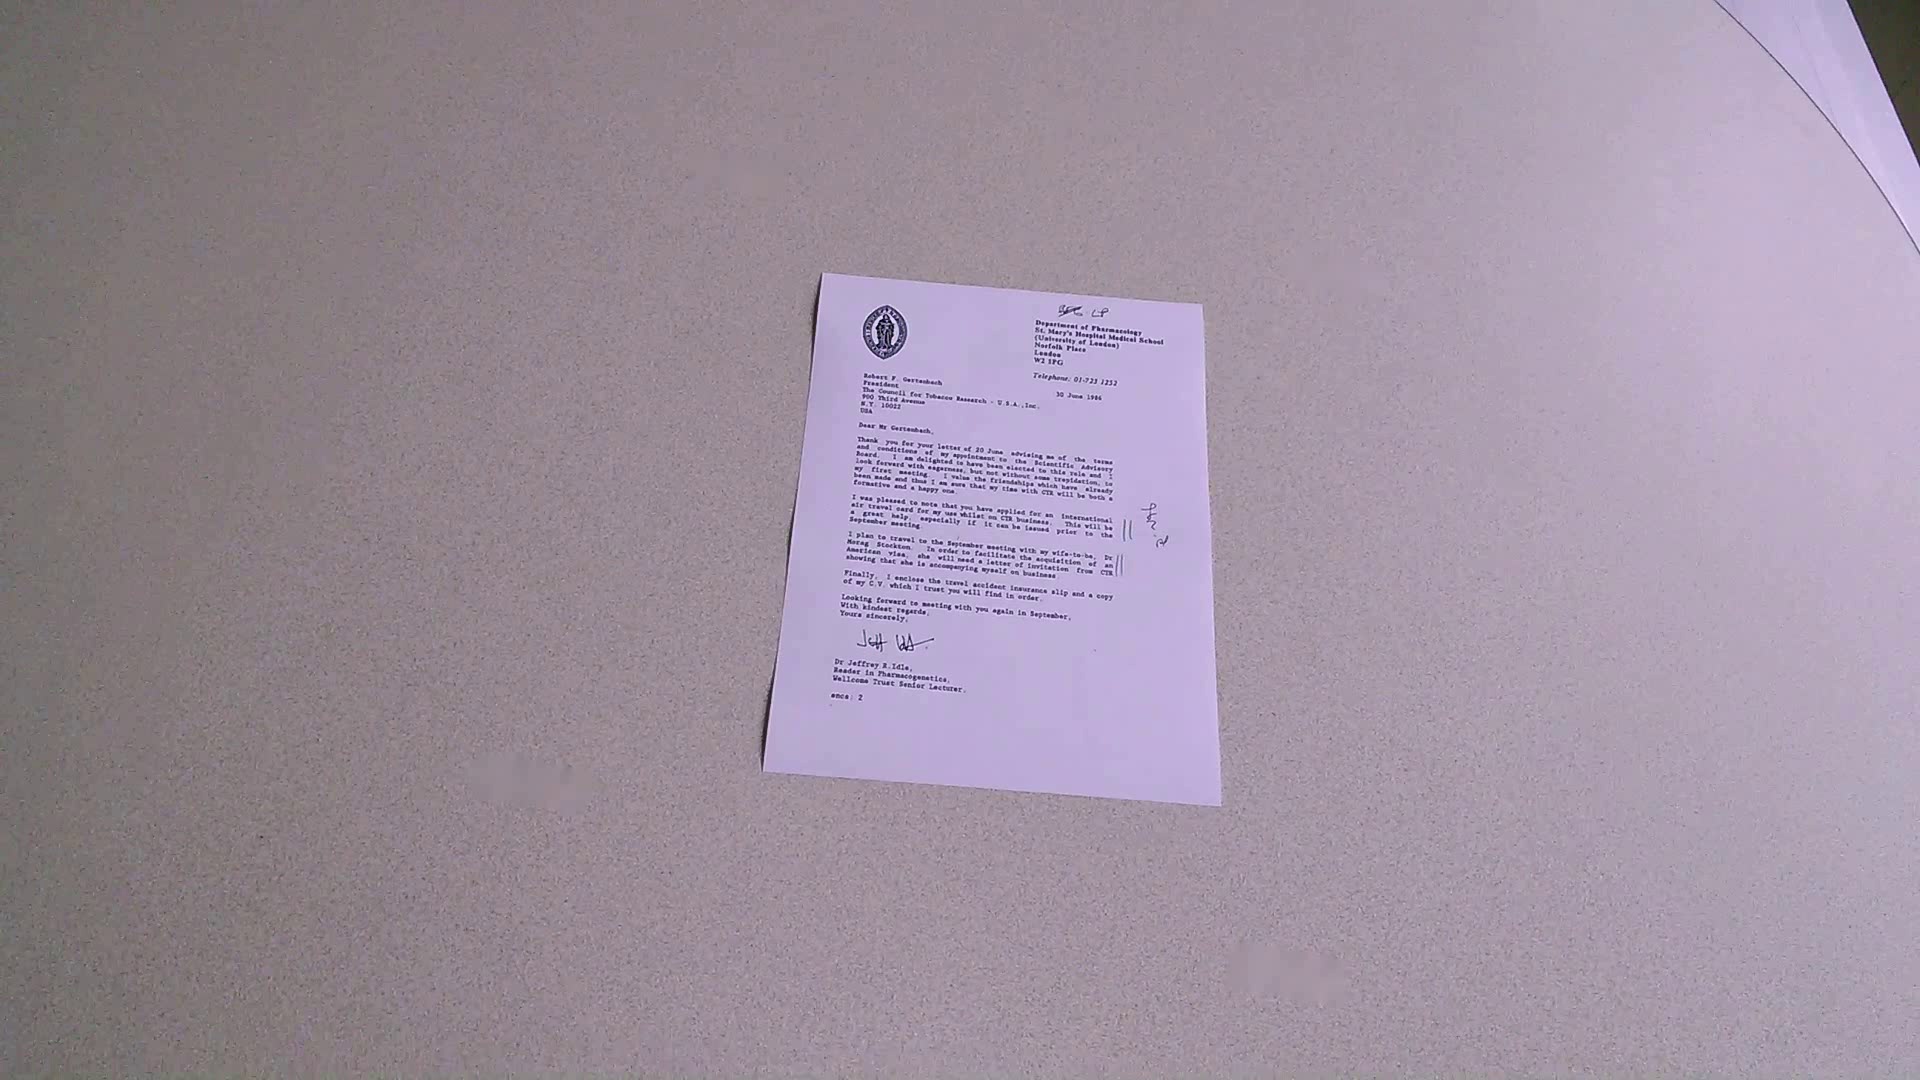 LP
Department of Pharmacology
St. Mary's Hospital Medical School
(University of London)
Norfolk Place
London
W2 1PG
Telephone: 01-723 1252
30 June 1986
Robert F. Gertenbach
President
The Council for Tobacco Research - U.S.A.,Inc.
900 Third Avenue
N.Y. 10022
USA
Dear Mr Gertenbach,
Thank you for your letter of 20 June advising me of the terms
and conditions of my appointment to the Scientific Advisory
Board. I am delighted to have been elected to this role and I
look forward with eagerness, but not without some trepidation, to
my first meeting. I value the friendships which have already
been made and thus I am sure that my time with CTR will be both a
formative and a happy one.
I was pleased to note that you have applied for an International
air travel card for my use whilst on CTR business. This will be
a great help, especially if it can be issued prior to the
September meeting.
I plan to travel to the September meeting with my wife-to-be, Dr
Morag Stockton. In order to facilitate the acquisition of an
American visa, she will need a letter of invitation from CTR
showing that she is accompanying myself on business
Finally, I enclose the travel accident insurance slip and a copy
of my C.V. which I trust you will find in order.
Looking forward to meeting with you again in September,
With kindest regards,
Yours sincerely,
Dr Jeffrey R.Idle,
Reader in Pharmacogenetics,
Wellcome Trust Senior Lecturer.
encs: 2